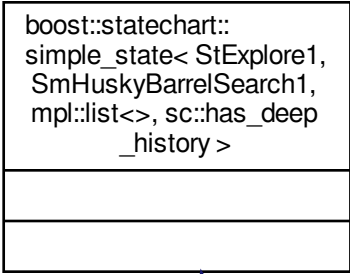 boost::statechart::
simple_state< StExplore1,
SmHuskyBarrelSearch1,
mpl::list<>, sc::has_deep
_history >